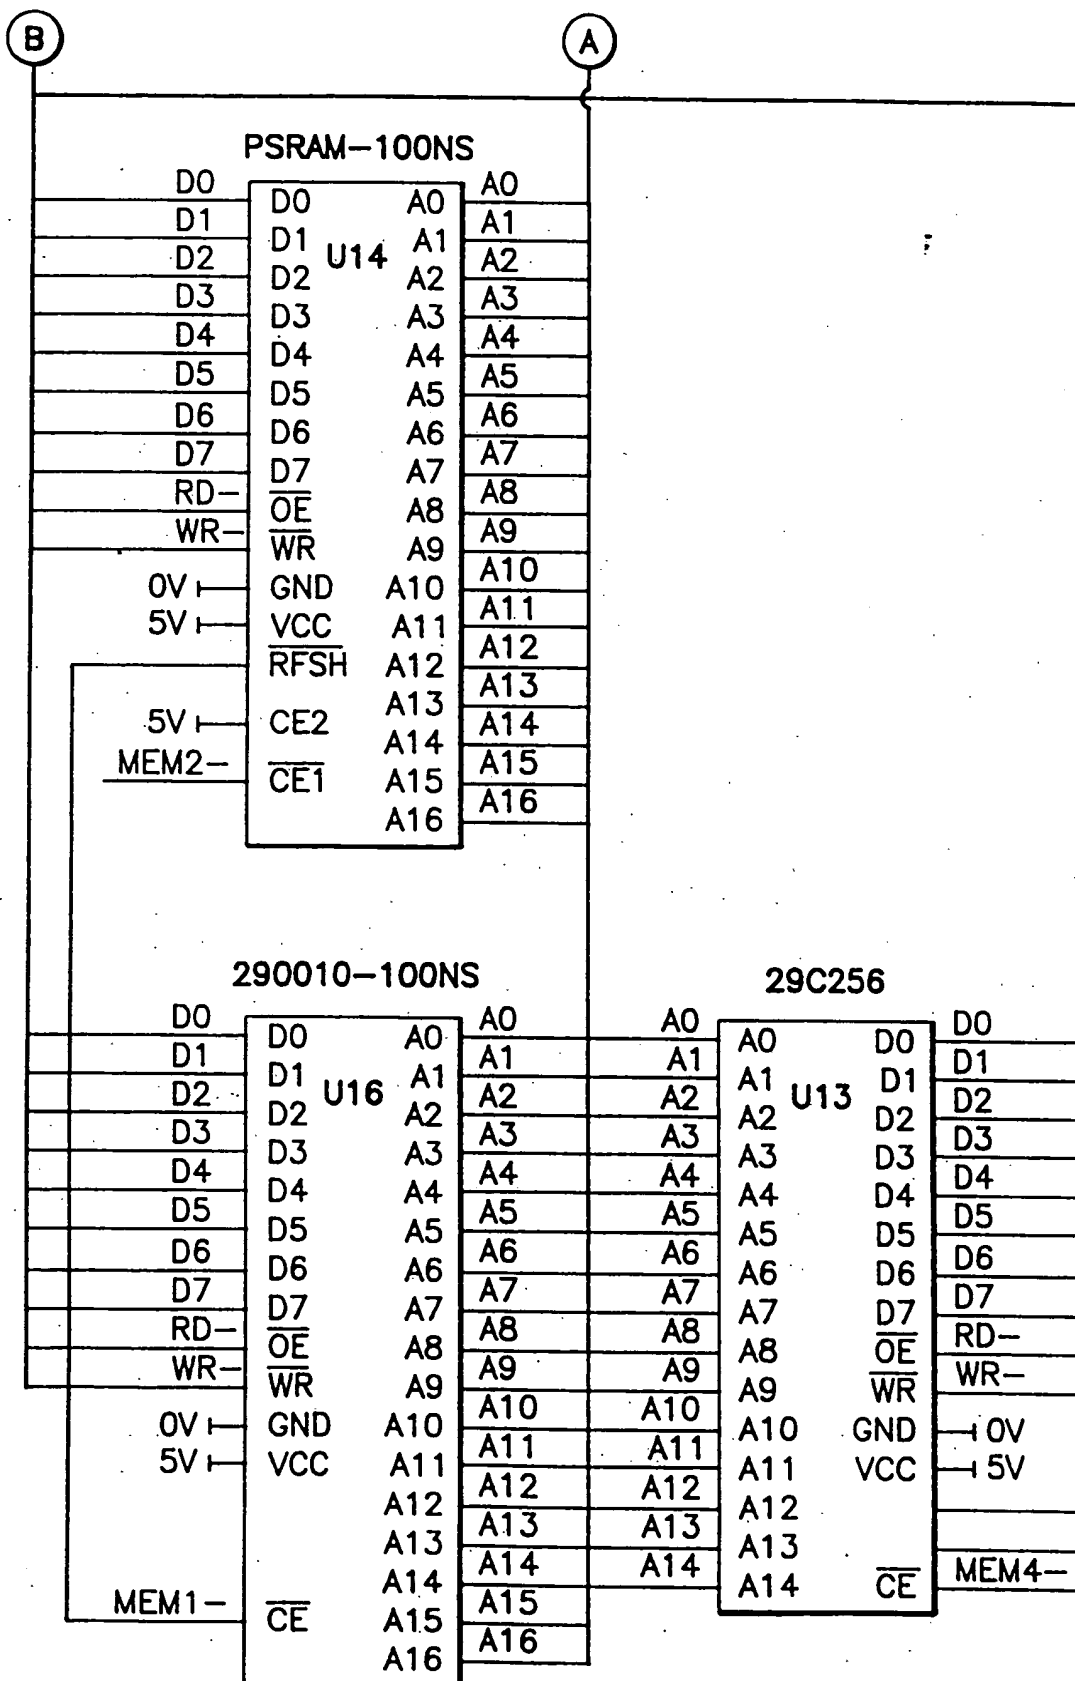 B A
PSRAM-100NS
U14
D0 D0 A0 A0
D1 D1 A1 A1
D2 D2 A2 A2
D3 D3 A3 A3
D4 D4 A4 A4
D5 D5 A5 A5
D6 D6 A6 A6
D7 D7 A7 A7
RD- OE A8 A8
WR- WR A9 A9
0V GND A10 A10
5V VCC A11 A11
RFSH A12 A12
A13 A13
5V CE2 A14 A14
MEM2- CE1 A15 A15
A16 A16
290010-100NS 29C256
U16 U13
D0 D0 A0 A0 A0 A0 D0 D0
D1 D1 A1 A1 A1 A1 D1 D1
D2 D2 A2 A2 A2 A2 D2 D2
D3 D3 A3 A3 A3 A3 D3 D3
D4 D4 A4 A4 A4 A4 D4 D4
D5 D5 A5 A5 A5 A5 D5 D5
D6 D6 A6 A6 A6 A6 D6 D6
D7 D7 A7 A7 A7 A7 D7 D7
RD- OE A8 A8 A8 A8 OE RD-
WR- WR A9 A9 A9 A9 WR WR-
0V GND A10 A10 A10 A10 GND 0V
5V VCC A11 A11 A11 A11 VCC 5V
A12 A12 A12 A12
A13 A13 A13 A13
A14 A14 A14 A14 CE MEM4-
MEM1- CE A15 A15
A16 A16